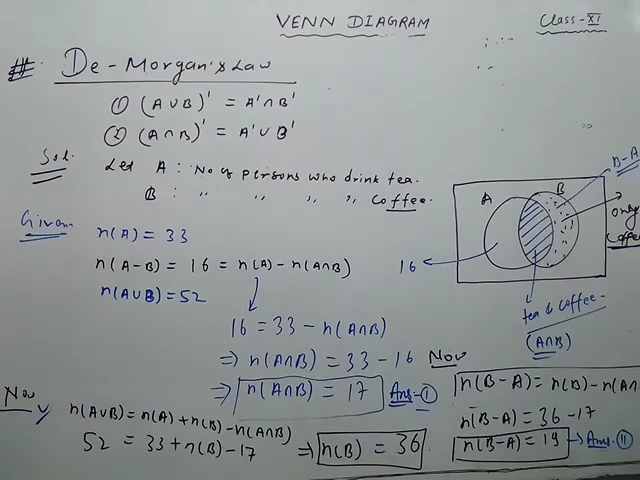 VENN DIAGRAM
Class-XI
# De-Morgan's Law
① (A∪B)' = A'∩B'
② (A∩B)' = A'∪B'
Sol. Let A : No of persons who drink tea.
B : " " " " Coffee.
Given n(A) = 33
n(A-B) = 16 = n(A) - n(A∩B)
n(A∪B) = 52
16 = 33 - n(A∩B)
⇒ n(A∩B) = 33 - 16
⇒ n(A∩B) = 17 Ans-①
Now
n(A∪B) = n(A) + n(B) - n(A∩B)
52 = 33 + n(B) - 17 ⇒ n(B) = 36
B-A
A B
only
Coffee
16
tea & coffee.
(A∩B)
Now
n(B-A) = n(B) - n(A∩
n(B-A) = 36 - 17
n(B-A) = 19 → Ans-⑪